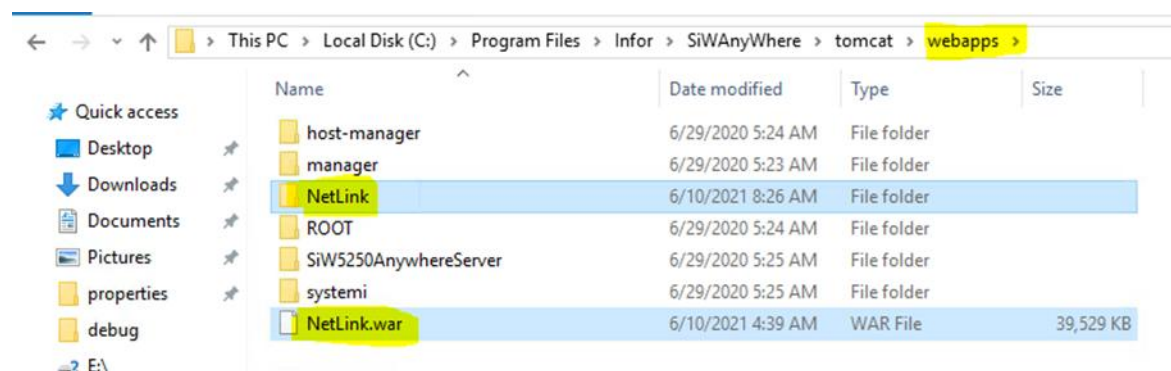 This PC > Local Disk (C:) > Program Files > Infor > SiWAnyWhere > tomcat > webapps >
Name Date modified Type Size
Quick access
Desktop
Downloads
Documents
Pictures
properties
debug
E:\
host-manager 6/29/2020 5:24 AM File folder
manager 6/29/2020 5:23 AM File folder
NetLink 6/10/2021 8:26 AM File folder
ROOT 6/29/2020 5:24 AM File folder
SiW5250AnywhereServer 6/29/2020 5:25 AM File folder
systemi 6/29/2020 5:25 AM File folder
NetLink.war 6/10/2021 4:39 AM WAR File 39,529 KB